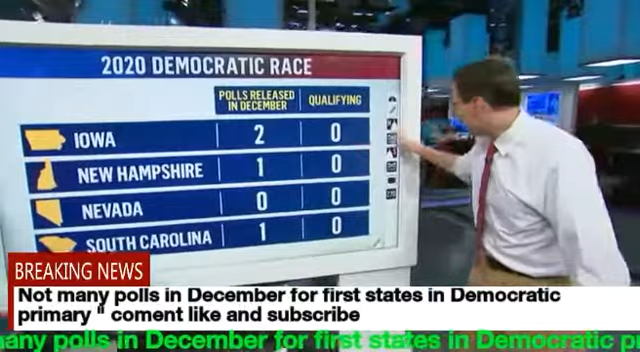 2020 DEMOCRATIC RACE
POLLS RELEASED
IN DECEMBER
QUALIFYING
IOWA 2 0
NEW HAMPSHIRE 1 0
NEVADA 0 0
SOUTH CAROLINA 1 0
BREAKING NEWS
Not many polls in December for first states in Democratic
primary " coment like and subscribe
any polls in December for first states in Democratic p